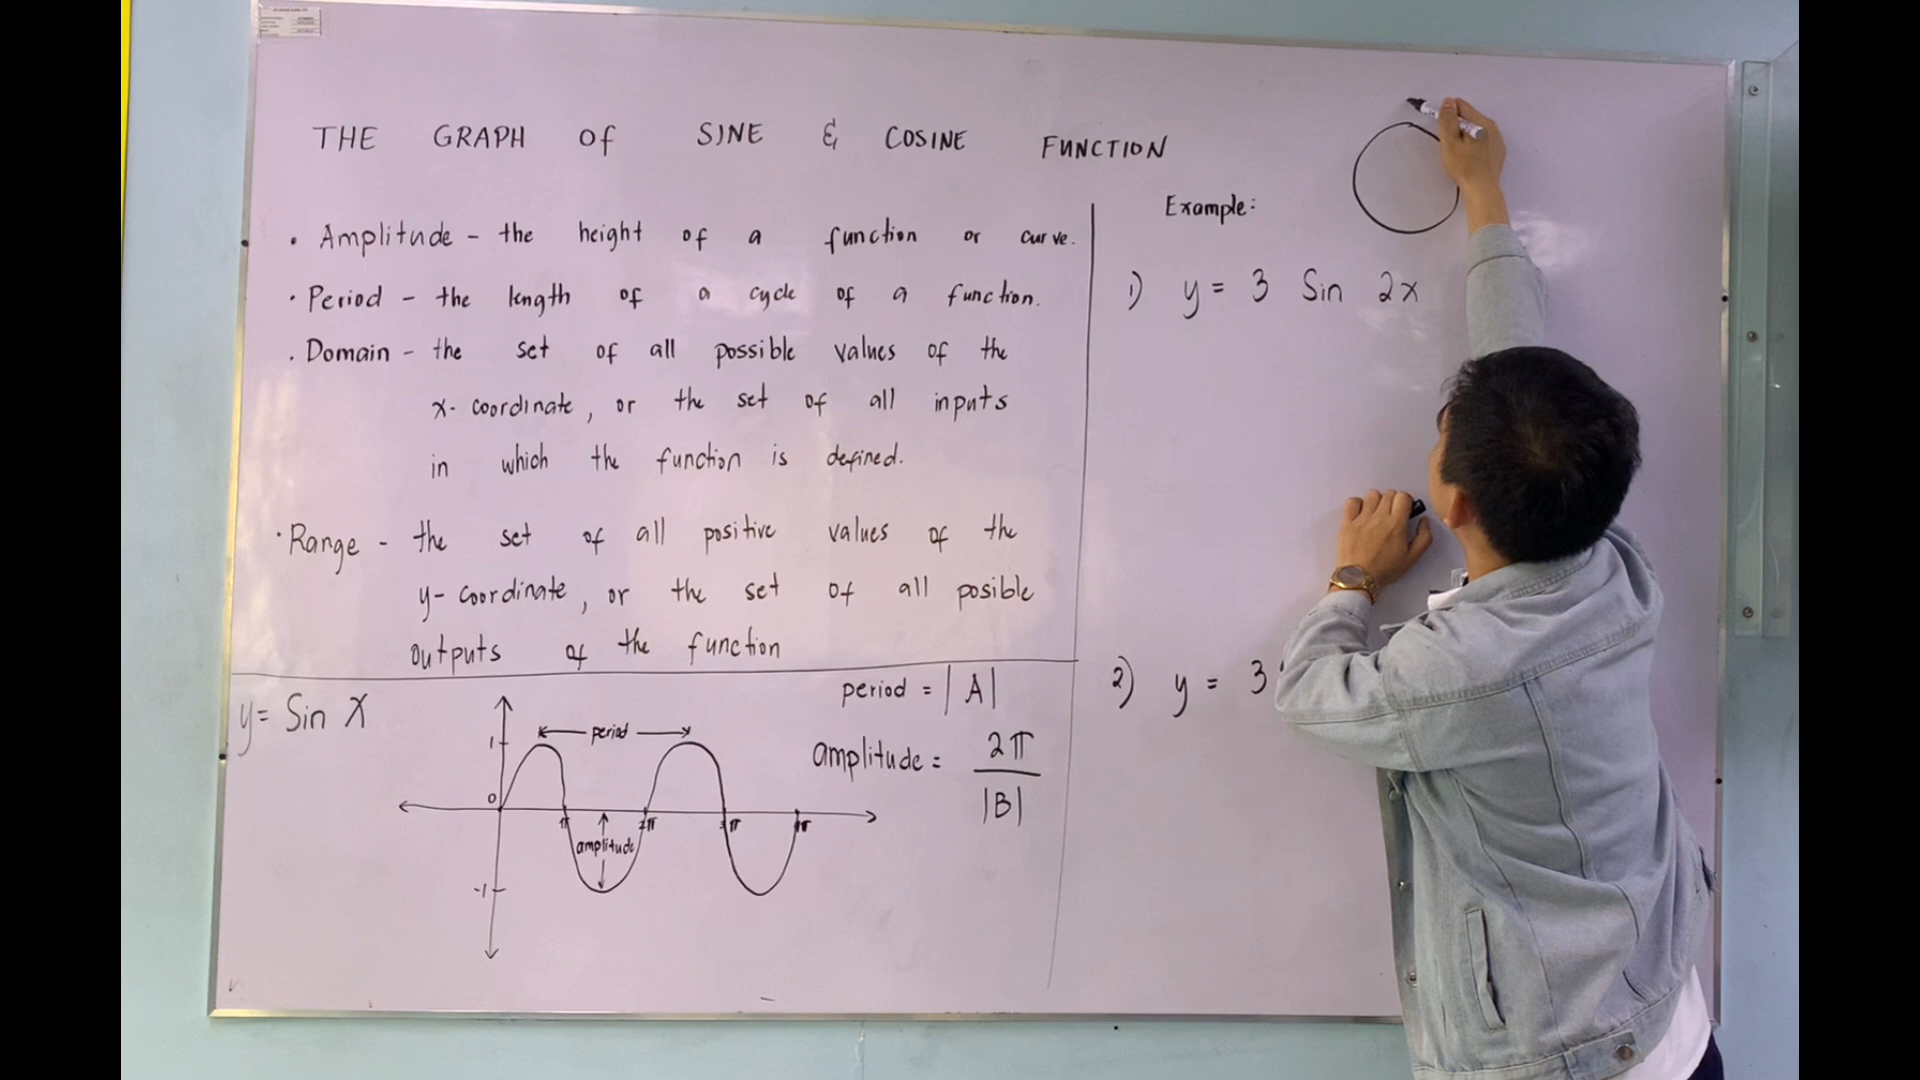 THE GRAPH of SINE & COSINE FUNCTION
• Amplitude - the height of a function or curve.
• Period - the length of a cycle of a function.
• Domain - the set of all possible values of the
x-coordinate, or the set of all inputs
in which the function is defined.
• Range - the set of all positive values of the
y-coordinate, or the set of all posible
outputs of the function
y = Sin X
1
period
0
π
2π
3π
4π
amplitude
-1
period = |A|
amplitude = 2π
|B|
Example:
1) y = 3 Sin 2x
2) y = 3